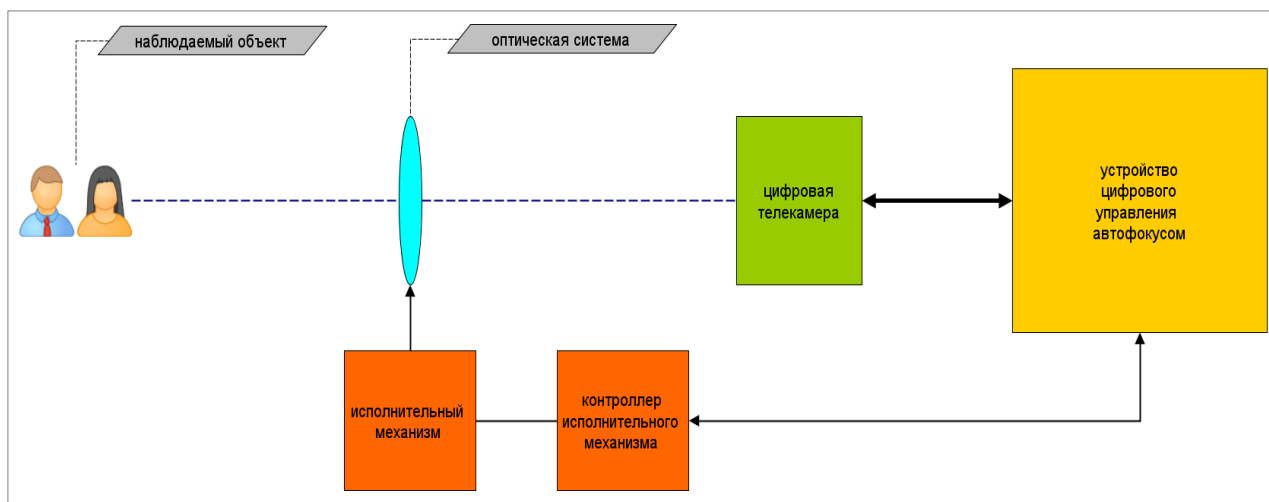 наблюдаемый объект
оптическая система
цифровая
телекамера
устройство
цифрового
управления
автофокусом
исполнительный
механизм
контроллер
исполнительного
механизма